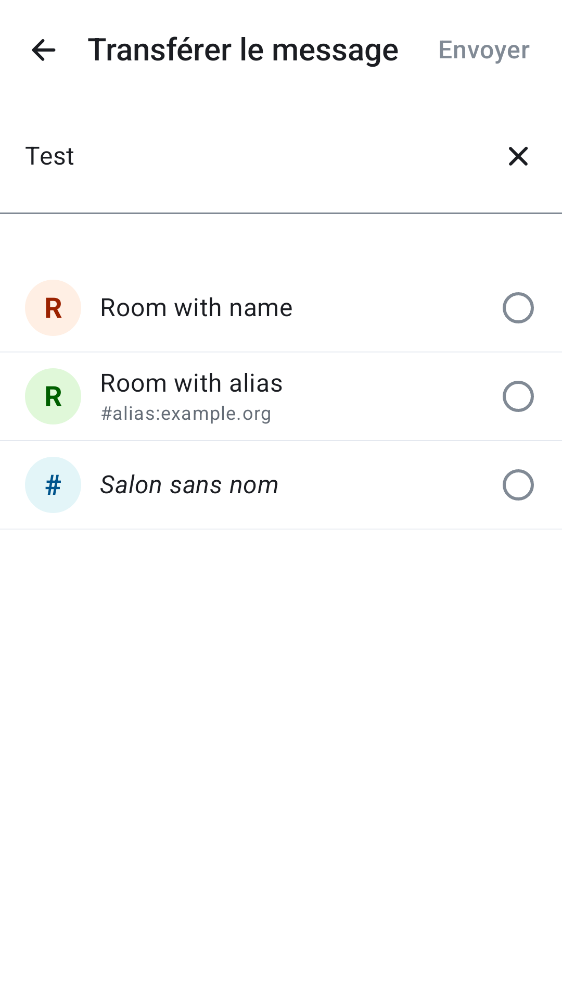 Transférer le message Envoyer
Test
R Room with name
R Room with alias
#alias:example.org
# Salon sans nom